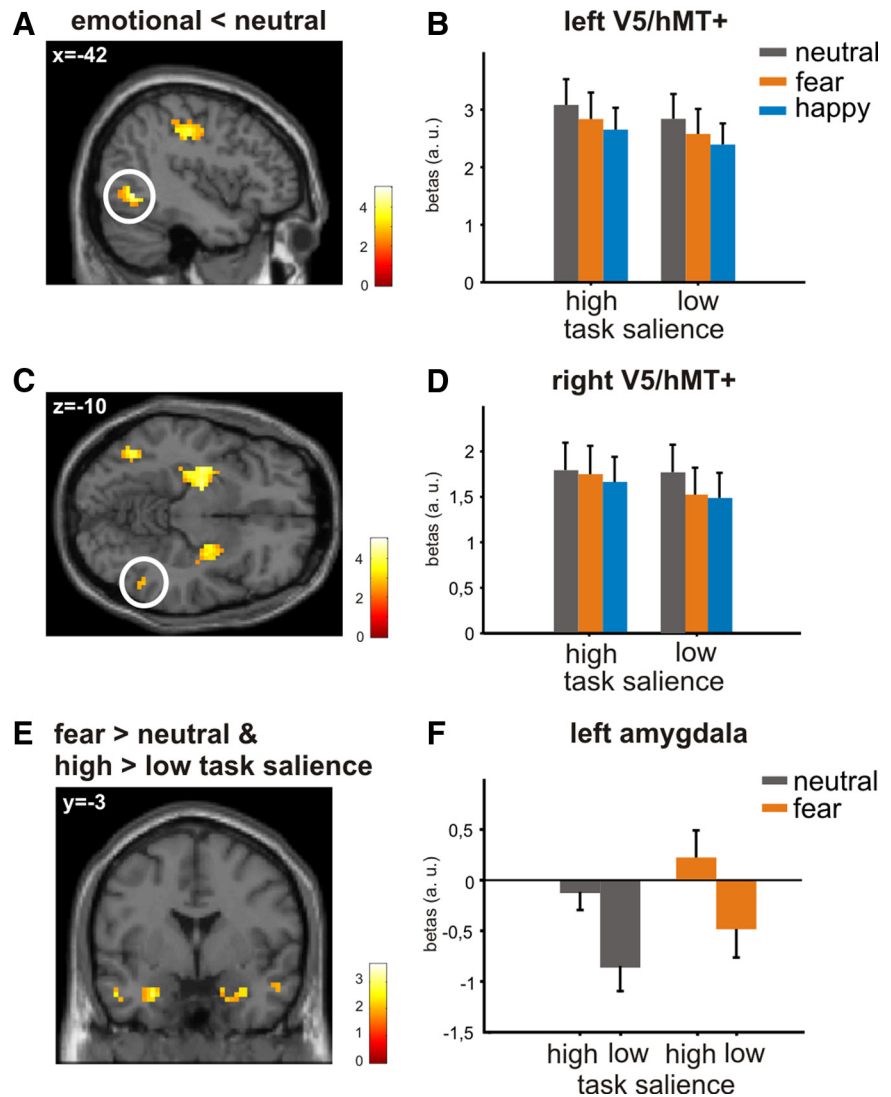 A emotional < neutral
x=-42
4
2
0
B left V5/hMT+
neutral
fear
happy
betas (a. u.)
3
2
1
0
high low
task salience
C
z=-10
4
3
2
1
0
D right V5/hMT+
betas (a. u.)
2
1,5
1
0,5
0
high low
task salience
E fear > neutral &
high > low task salience
y=-3
3
2
1
0
F left amygdala
neutral
fear
betas (a. u.)
0,5
0
-0,5
-1
-1,5
high low high low
task salience